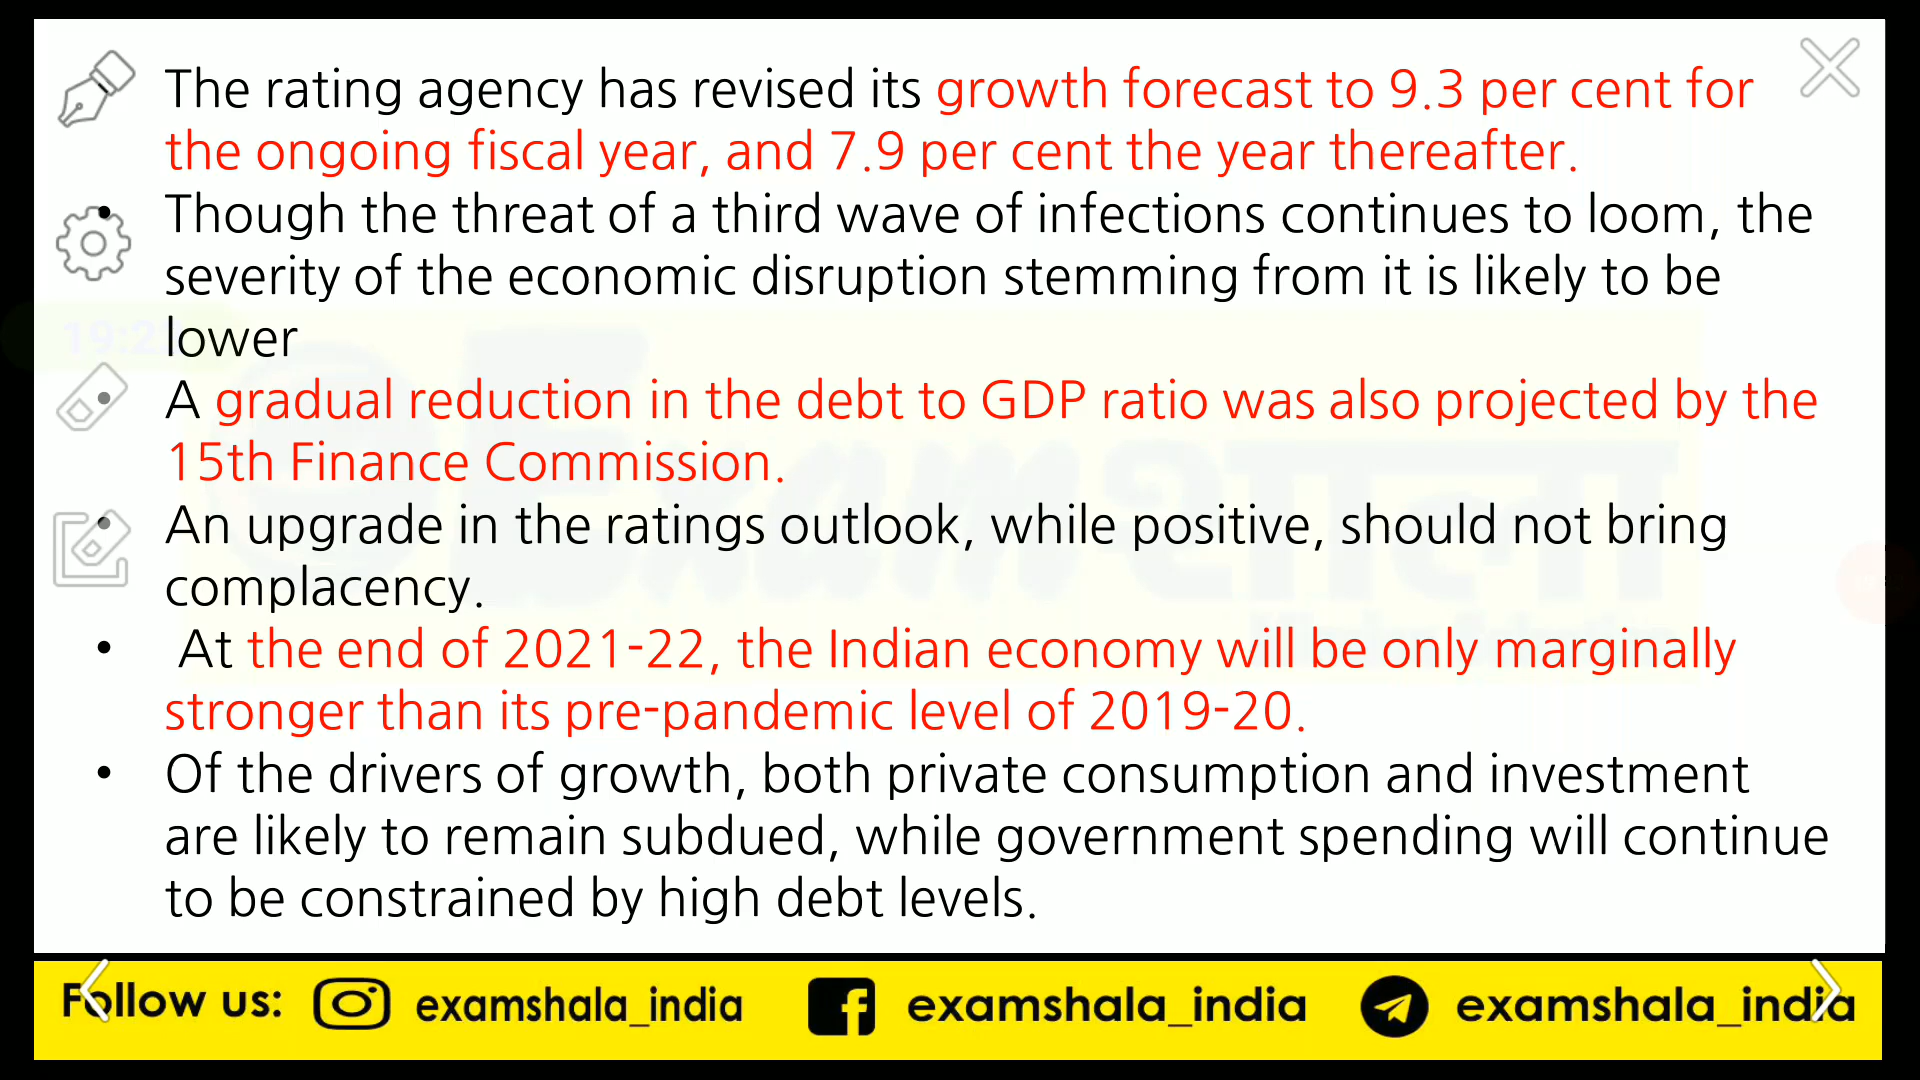 The rating agency has revised its growth forecast to 9.3 per cent for
the ongoing fiscal year, and 7.9 per cent the year thereafter.
• Though the threat of a third wave of infections continues to loom, the
severity of the economic disruption stemming from it is likely to be
lower
• A gradual reduction in the debt to GDP ratio was also projected by the
15th Finance Commission.
• An upgrade in the ratings outlook, while positive, should not bring
complacency.
• At the end of 2021-22, the Indian economy will be only marginally
stronger than its pre-pandemic level of 2019-20.
• Of the drivers of growth, both private consumption and investment
are likely to remain subdued, while government spending will continue
to be constrained by high debt levels.
Examशाला
Follow us: examshala_india examshala_india examshala_india